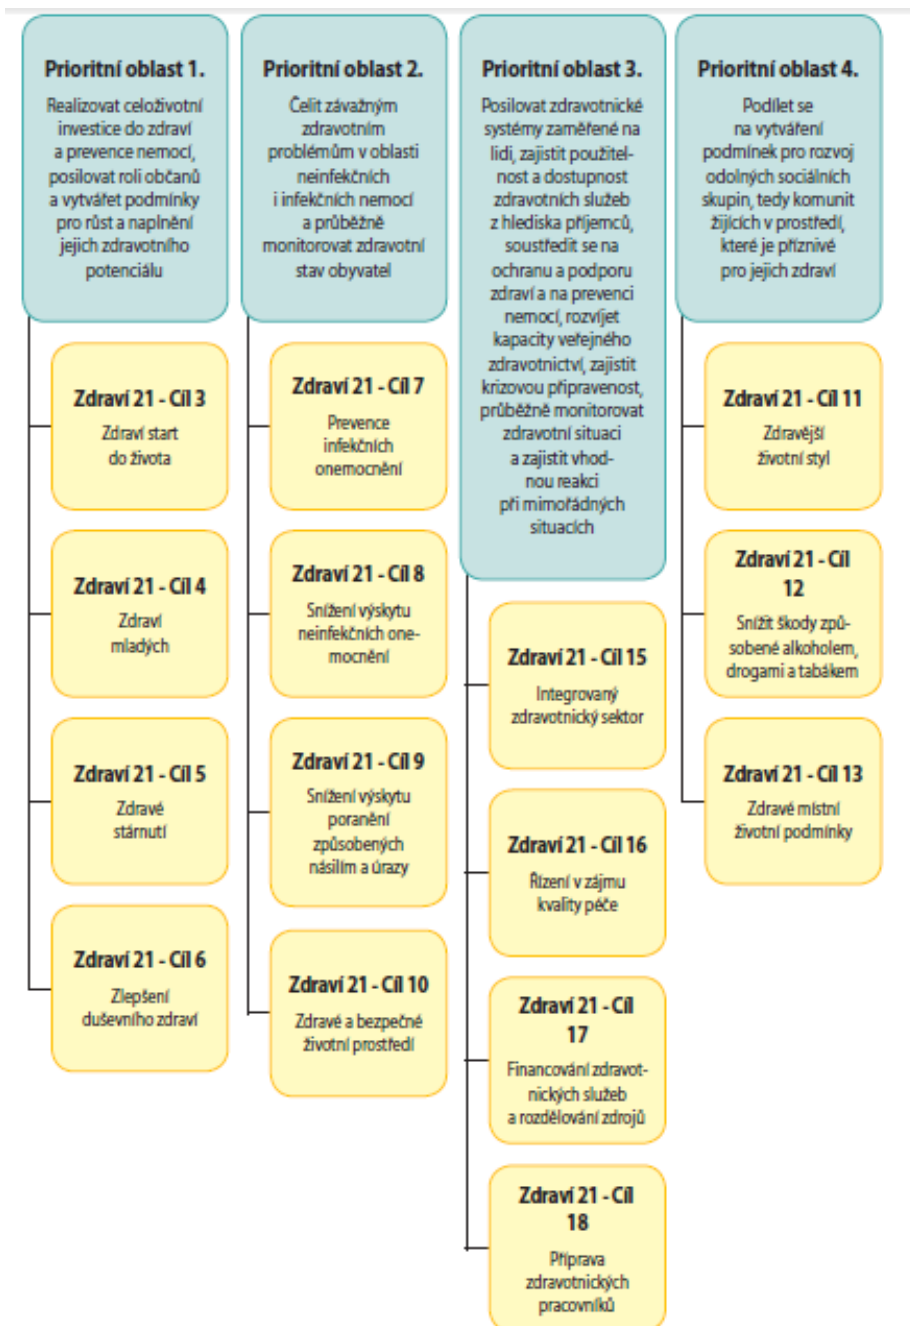 Prioritní oblast 1.
Realizovat celoživotní
investice do zdraví
a prevence nemocí,
posilovat roli občanů
a vytvářet podmínky
pro růst a naplnění
jejich zdravotního
potenciálu
Zdraví 21 - Cíl 3
Zdraví start
do života
Zdraví 21 - Cíl 4
Zdraví
mladých
Zdraví 21 - Cíl 5
Zdravé
stárnutí
Zdraví 21 - Cíl 6
Zlepšení
duševního zdraví
Prioritní oblast 2.
Čelit závažným
zdravotním
problémům v oblasti
neinfekčních
i infekčních nemocí
a průběžně
monitorovat zdravotní
stav obyvatel
Zdraví 21 - Cíl 7
Prevence
infekčních
onemocnění
Zdraví 21 - Cíl 8
Snížení výskytu
neinfekčních one-
mocnění
Zdraví 21 - Cíl 9
Snížení výskytu
poranění
způsobených
násilím a úrazy
Zdraví 21 - Cíl 10
Zdravé a bezpečné
životní prostředí
Prioritní oblast 3.
Posilovat zdravotnické
systémy zaměřené na
lidi, zajistit použitel-
nost a dostupnost
zdravotních služeb
z hlediska příjemců,
soustředit se na
ochranu a podporu
zdraví a na prevenci
nemocí, rozvíjet
kapacity veřejného
zdravotnictví, zajistit
krizovou připravenost,
průběžně monitorovat
zdravotní situaci
a zajistit vhod-
nou reakci
při mimořádných
situacích
Zdraví 21 - Cíl 15
Integrovaný
zdravotnický sektor
Zdraví 21 - Cíl 16
Řízení v zájmu
kvality péče
Zdraví 21 - Cíl
17
Financování zdravot-
nických služeb
a rozdělování zdrojů
Zdraví 21 - Cíl
18
Příprava
zdravotnických
pracovníků
Prioritní oblast 4.
Podílet se
na vytváření
podmínek pro rozvoj
odolných sociálních
skupin, tedy komunit
žijících v prostředí,
které je příznivé
pro jejich zdraví
Zdraví 21 - Cíl 11
Zdravější
životní styl
Zdraví 21 - Cíl
12
Snížit škody způ-
sobené alkoholem,
drogami a tabákem
Zdraví 21 - Cíl 13
Zdravé místní
životní podmínky